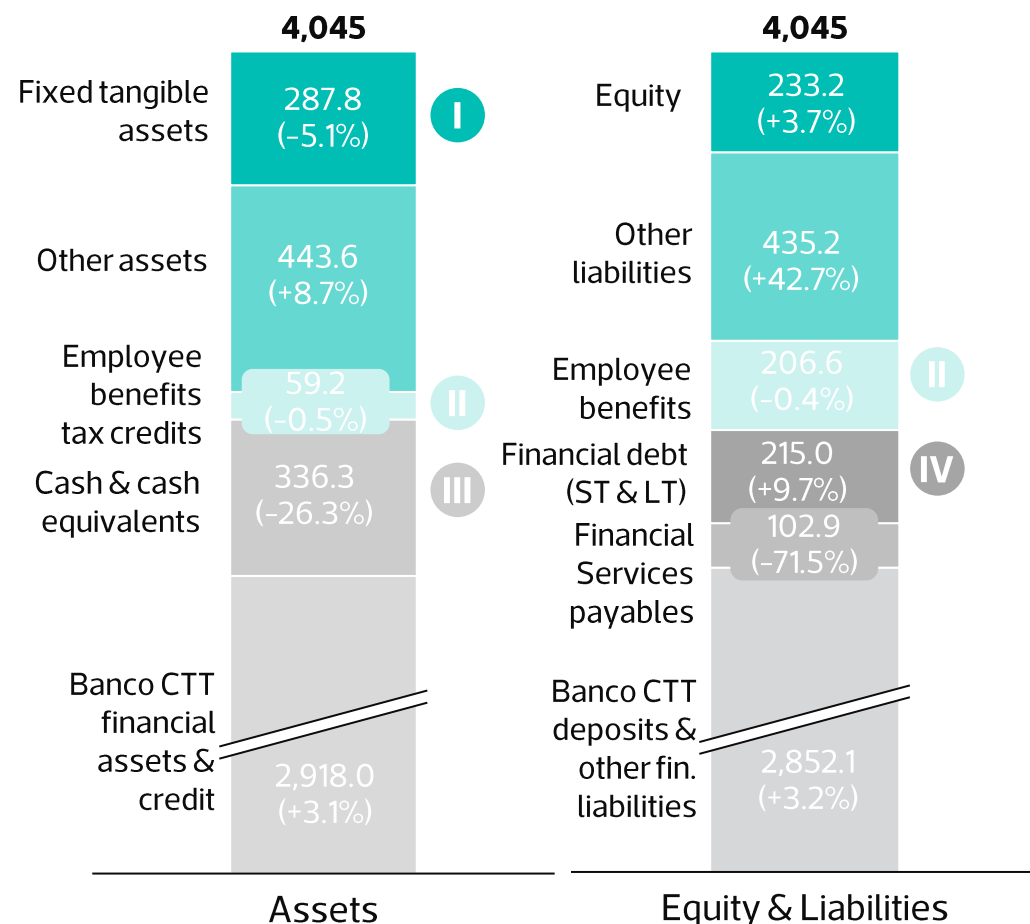 4,045
Fixed tangible
assets
287.8
(-5.1%)
I
Other assets
443.6
(+8.7%)
Employee
benefits
tax credits
59.2
(-0.5%)
II
Cash & cash
equivalents
336.3
(-26.3%)
III
Banco CTT
financial
assets &
credit
2,918.0
(+3.1%)
Assets
4,045
Equity
233.2
(+3.7%)
Other
liabilities
435.2
(+42.7%)
Employee
benefits
206.6
(-0.4%)
II
Financial debt
(ST & LT)
215.0
(+9.7%)
IV
Financial
Services
payables
102.9
(-71.5%)
Banco CTT
deposits &
other fin.
liabilities
2,852.1
(+3.2%)
Equity & Liabilities